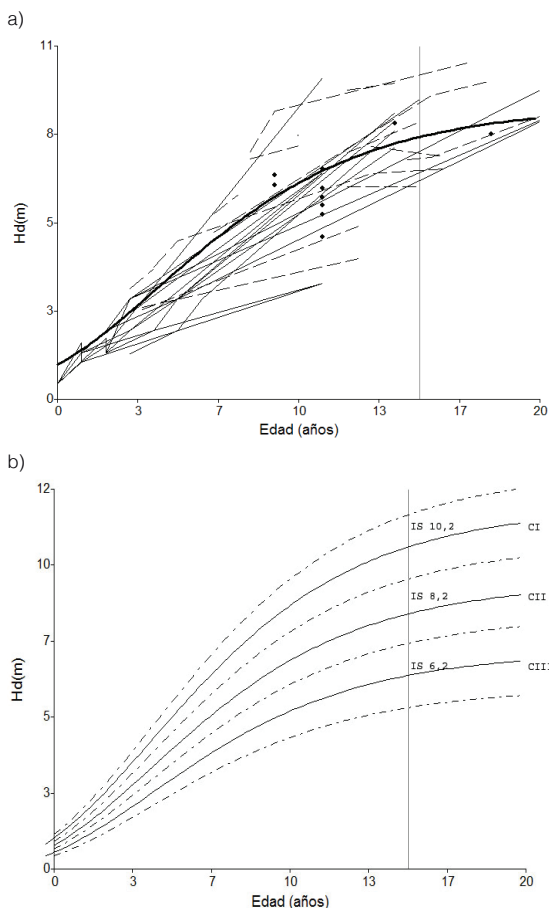 a)
11
8
5
3
0
Hd(m)
0 3 7 10 13 17 20
Edad (años)
b)
12
10
7
5
3
0
Hd(m)
IS 10,2 CI
IS 8,2 CII
IS 6,2 CIII
0 3 7 10 13 17 20
Edad (años)